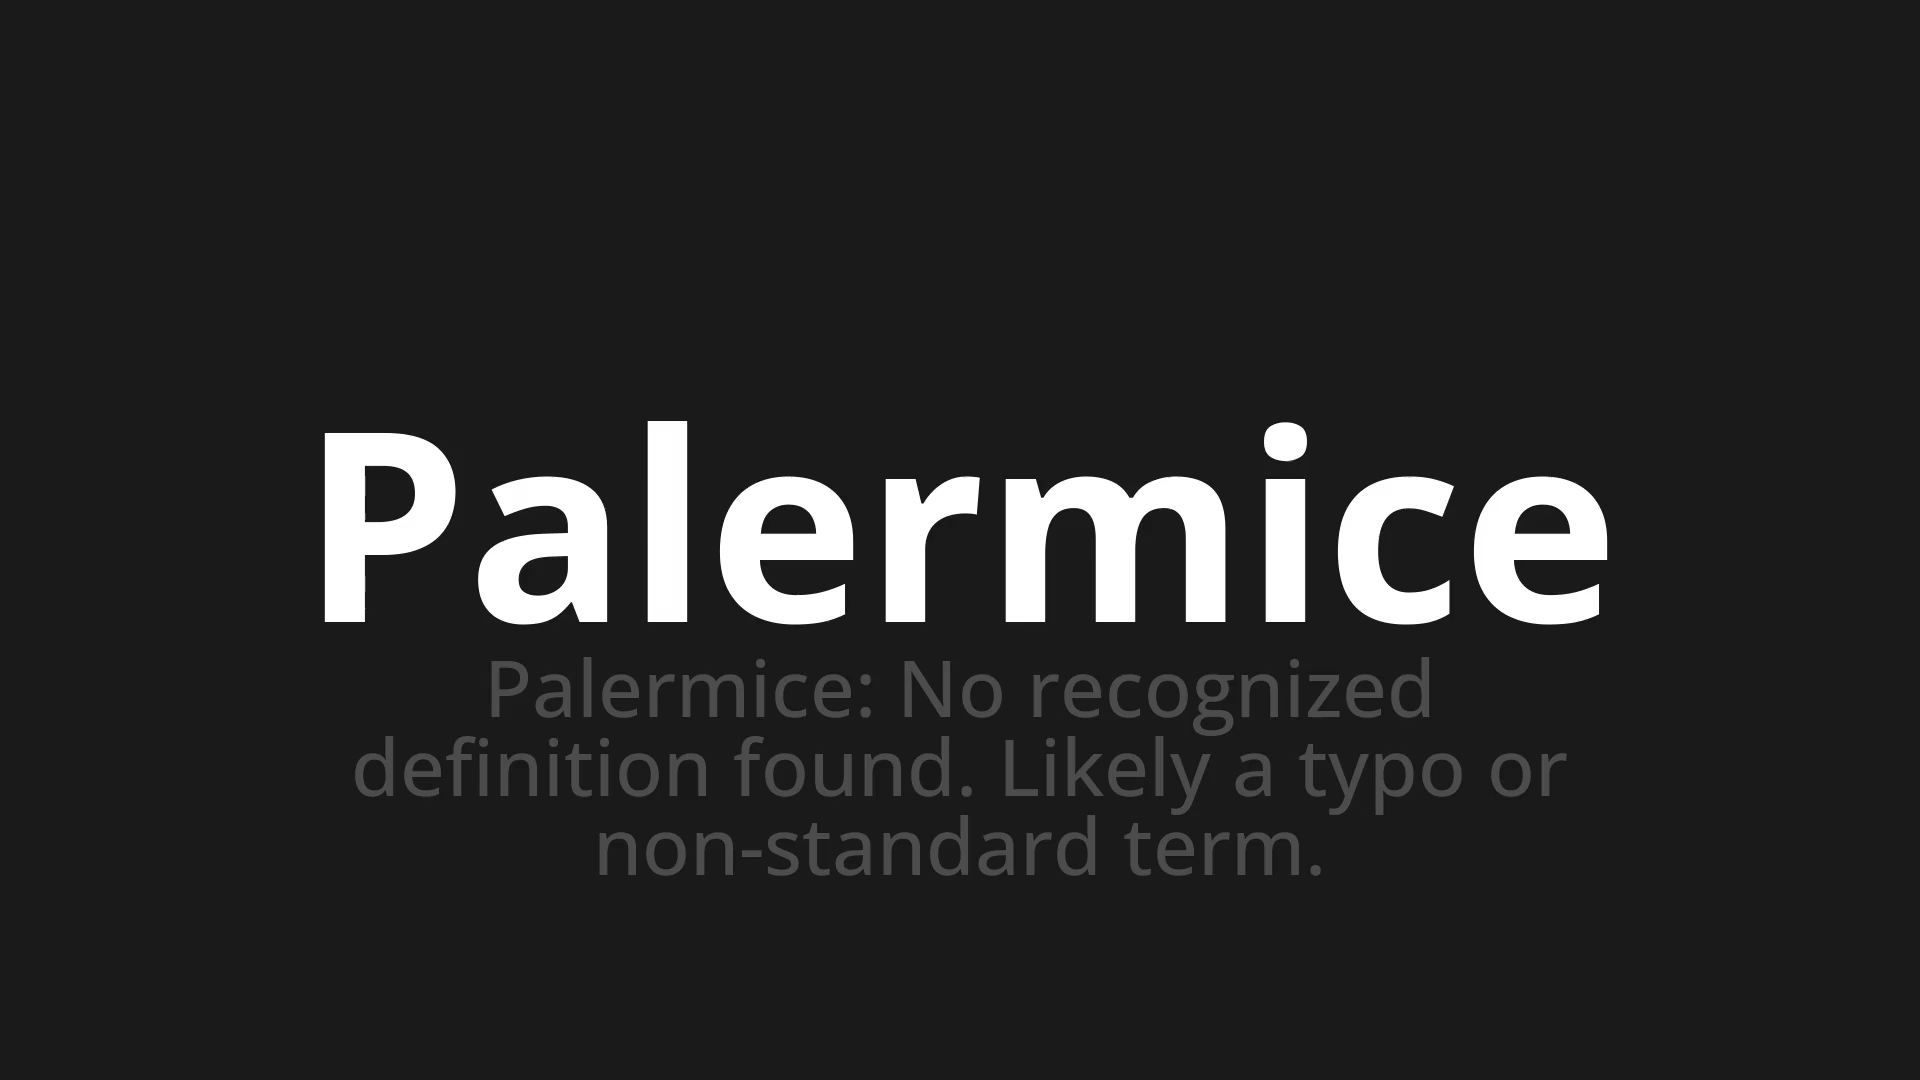 Palermice
Palermice: No recognized
definition found. Likely a typo or
non-standard term.